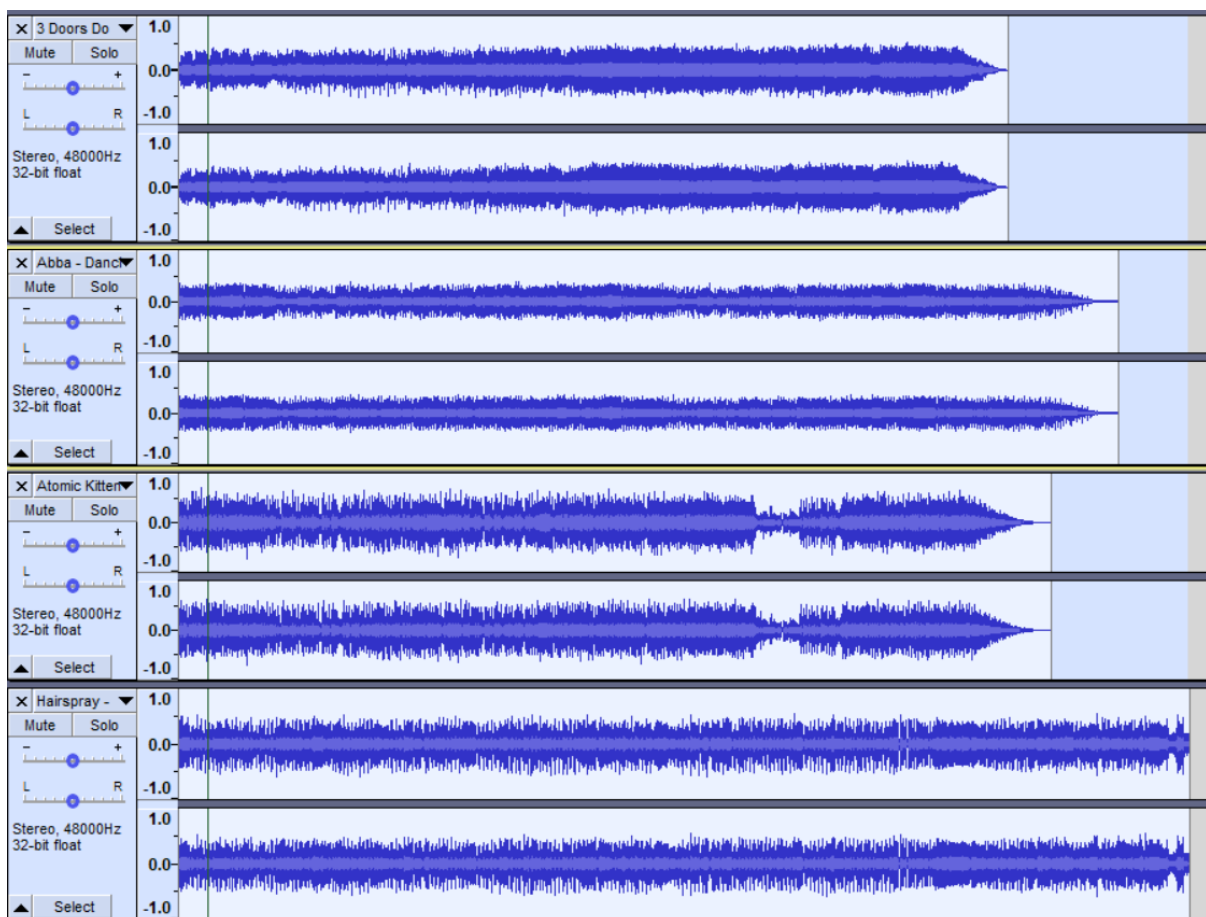 3 Doors Do
Mute Solo
- +
L R
Stereo, 48000Hz
32-bit float
Select
1.0
0.0-
-1.0
1.0
0.0-
-1.0
Abba - Danc
Mute Solo
- +
L R
Stereo, 48000Hz
32-bit float
Select
1.0
0.0-
-1.0
1.0
0.0-
-1.0
Atomic Kitten
Mute Solo
- +
L R
Stereo, 48000Hz
32-bit float
Select
1.0
0.0-
-1.0
1.0
0.0-
-1.0
Hairspray -
Mute Solo
- +
L R
Stereo, 48000Hz
32-bit float
Select
1.0
0.0-
-1.0
1.0
0.0-
-1.0